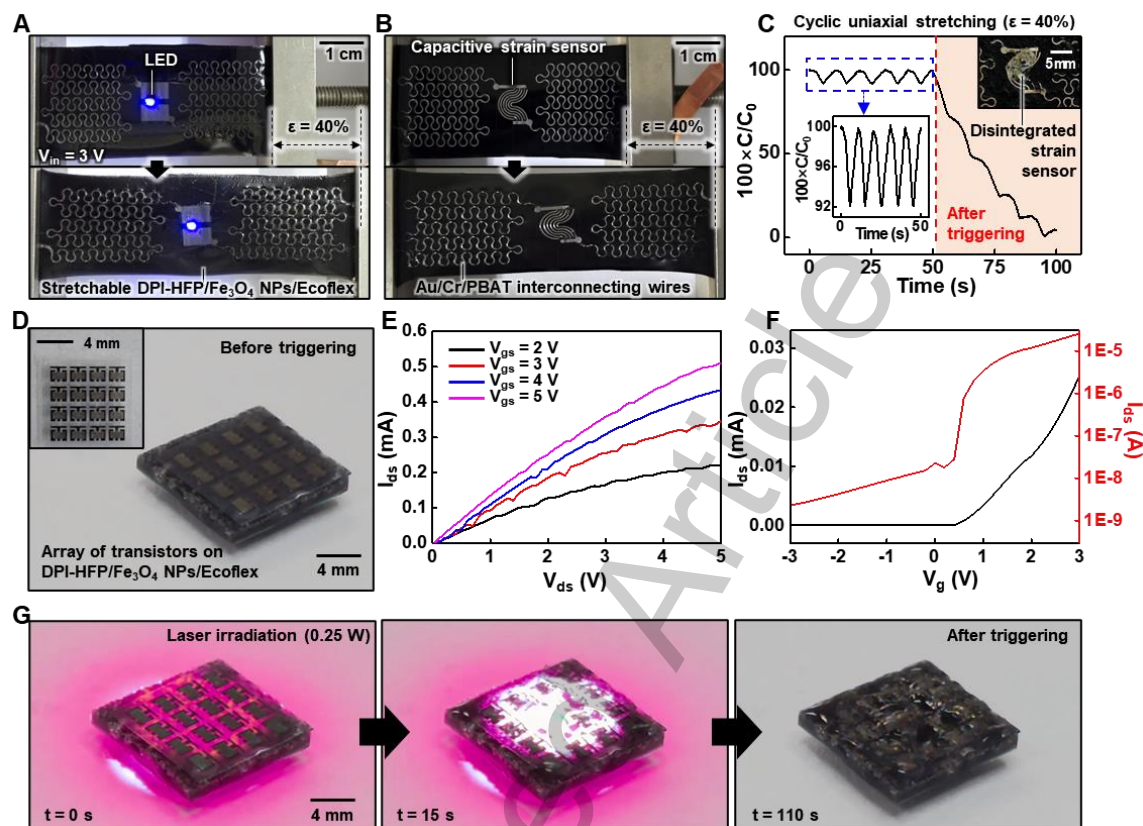 A
LED
1 cm
ε = 40%
V_in = 3 V
Stretchable DPI-HFP/Fe₃O₄ NPs/Ecoflex
B
Capacitive strain sensor
1 cm
ε = 40%
Au/Cr/PBAT interconnecting wires
C
Cyclic uniaxial stretching (ε = 40%)
100×C/C₀
100
50
0
5mm
Disintegrated
strain
sensor
100×C/C₀
100
96
92
0
50
Time (s)
After
triggering
0
25
50
75
100
Time (s)
D
4 mm
Before triggering
Array of transistors on
DPI-HFP/Fe₃O₄ NPs/Ecoflex
4 mm
E
I_ds (mA)
0.6
0.5
0.4
0.3
0.2
0.1
0.0
V_gs = 2 V
V_gs = 3 V
V_gs = 4 V
V_gs = 5 V
0
1
2
3
4
5
V_ds (V)
F
I_ds (mA)
0.03
0.02
0.01
0.00
1E-5
1E-6
1E-7
1E-8
1E-9
I_ds (A)
-3
-2
-1
0
1
2
3
V_g (V)
G
Laser irradiation (0.25 W)
t = 0 s
4 mm
t = 15 s
After triggering
t = 110 s
Article